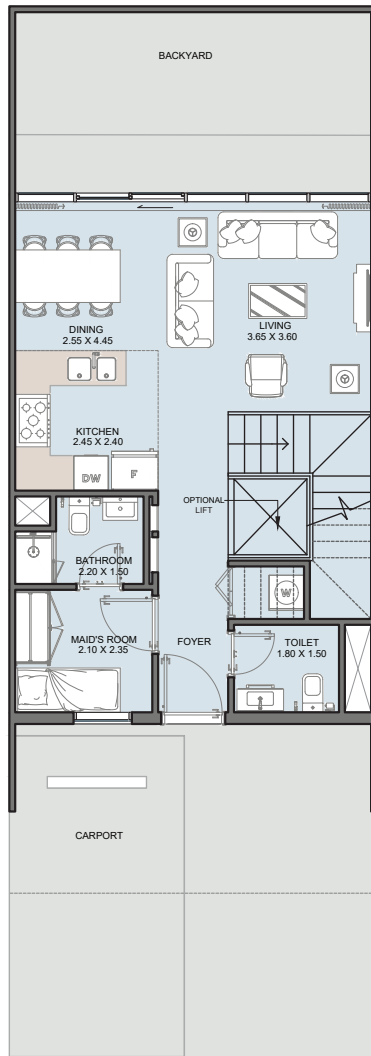 BACKYARD
DINING
2.55 X 4.45
LIVING
3.65 X 3.60
KITCHEN
2.45 X 2.40
DW
F
OPTIONAL
LIFT
BATHROOM
2.20 X 1.50
W
MAID'S ROOM
2.10 X 2.35
FOYER
TOILET
1.80 X 1.50
CARPORT